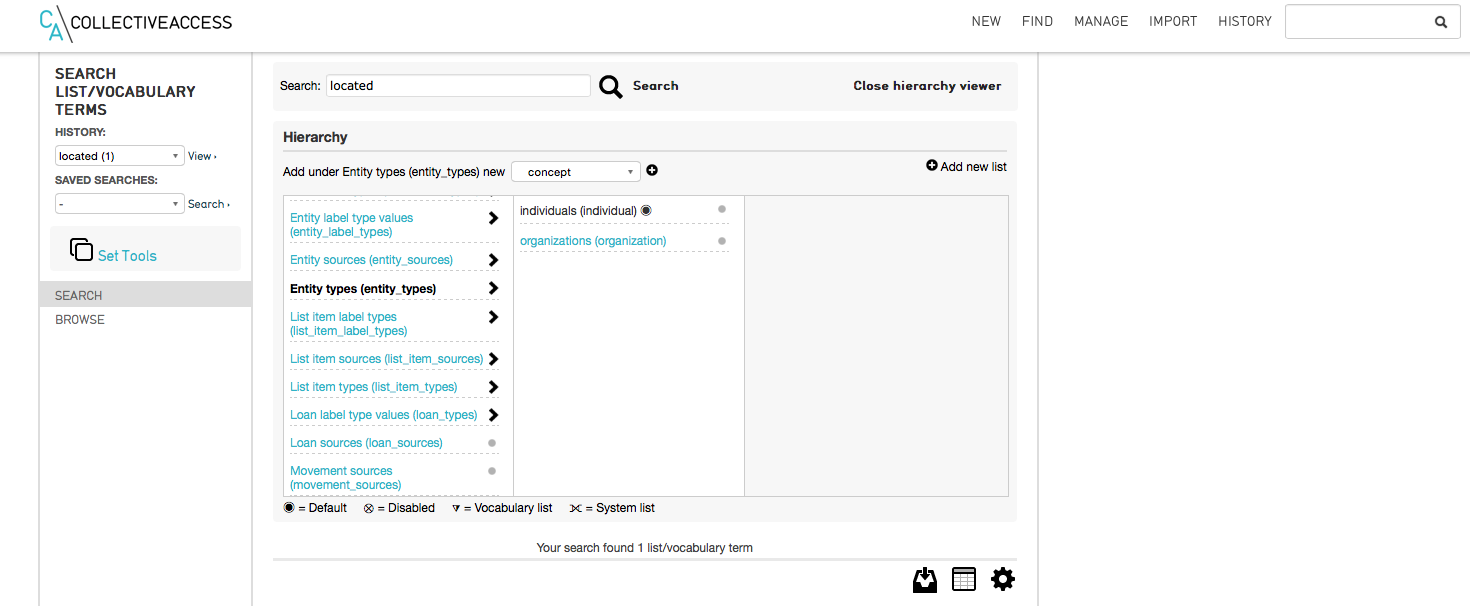 CA COLLECTIVEACCESS
NEW FIND MANAGE IMPORT HISTORY
SEARCH
LIST/VOCABULARY
TERMS
HISTORY:
located (1) View ›
SAVED SEARCHES:
- Search ›
Set Tools
SEARCH
BROWSE
Search: located Search Close hierarchy viewer
Hierarchy
Add under Entity types (entity_types) new concept
Add new list
Entity label type values
(entity_label_types)
Entity sources (entity_sources)
Entity types (entity_types)
List item label types
(list_item_label_types)
List item sources (list_item_sources)
List item types (list_item_types)
Loan label type values (loan_types)
Loan sources (loan_sources)
Movement sources
(movement_sources)
individuals (individual)
organizations (organization)
= Default = Disabled = Vocabulary list = System list
Your search found 1 list/vocabulary term